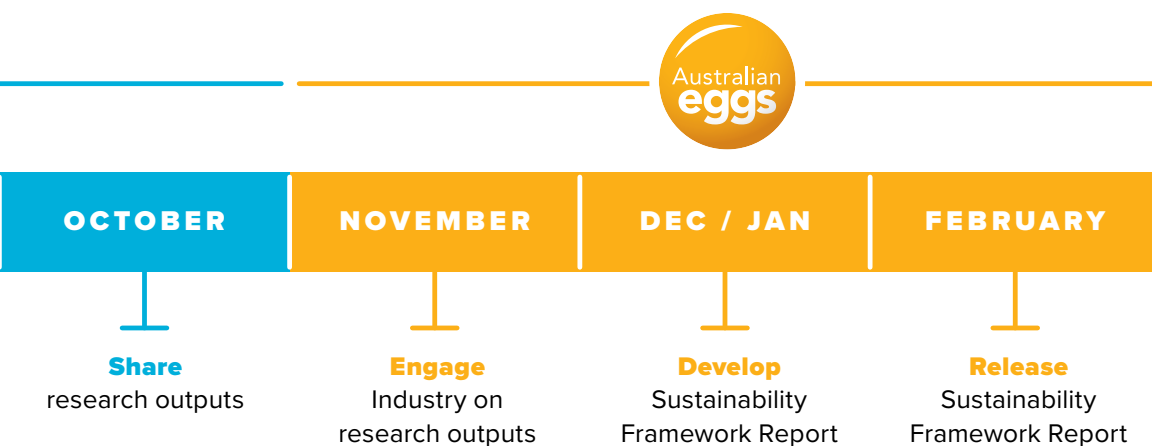 Australian
eggs
OCTOBER
NOVEMBER
DEC / JAN
FEBRUARY
Share
research outputs
Engage
Industry on
research outputs
Develop
Sustainability
Framework Report
Release
Sustainability
Framework Report